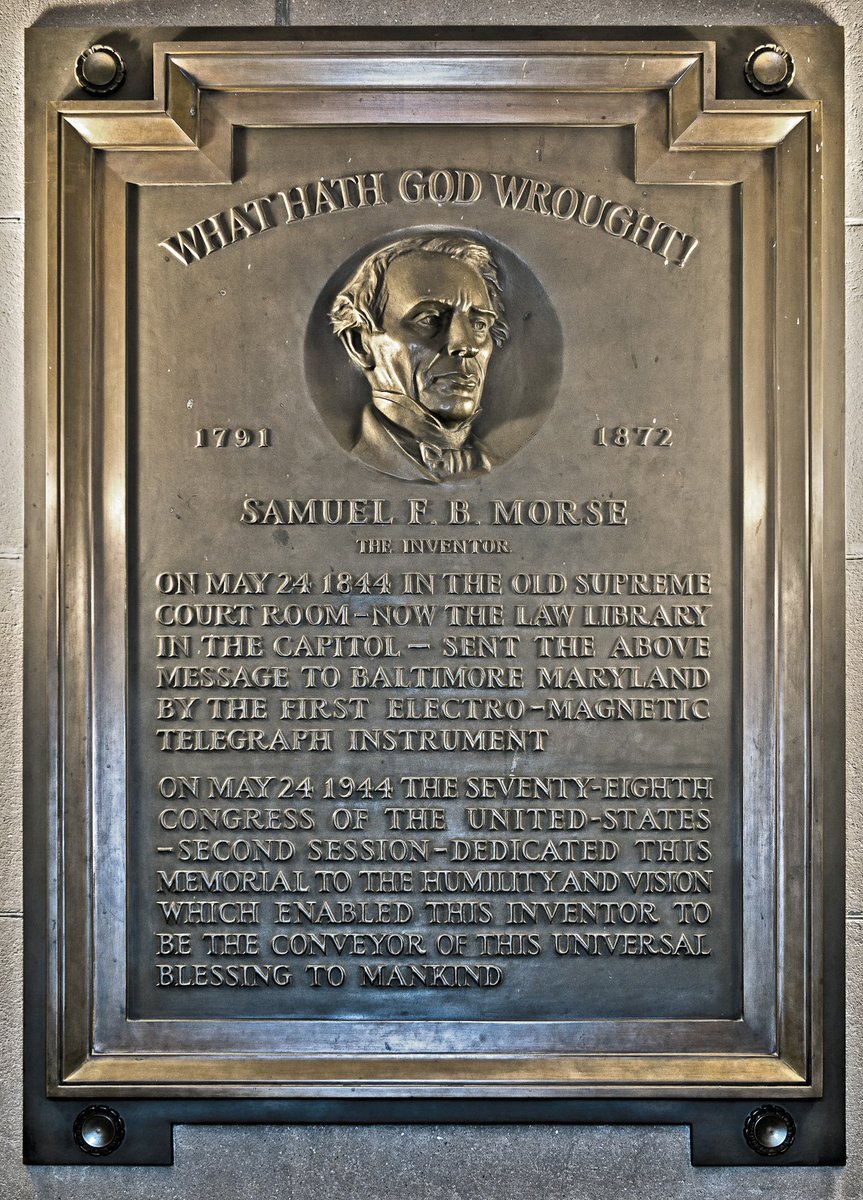 WHAT HATH GOD WROUGHT!
1791 1872
SAMUEL F. B. MORSE
THE INVENTOR
ON MAY 24 1844 IN THE OLD SUPREME
COURT ROOM – NOW THE LAW LIBRARY
IN THE CAPITOL – SENT THE ABOVE
MESSAGE TO BALTIMORE MARYLAND
BY THE FIRST ELECTRO-MAGNETIC
TELEGRAPH INSTRUMENT
ON MAY 24 1944 THE SEVENTY-EIGHTH
CONGRESS OF THE UNITED-STATES
–SECOND SESSION–DEDICATED THIS
MEMORIAL TO THE HUMILITY AND VISION
WHICH ENABLED THIS INVENTOR TO
BE THE CONVEYOR OF THIS UNIVERSAL
BLESSING TO MANKIND